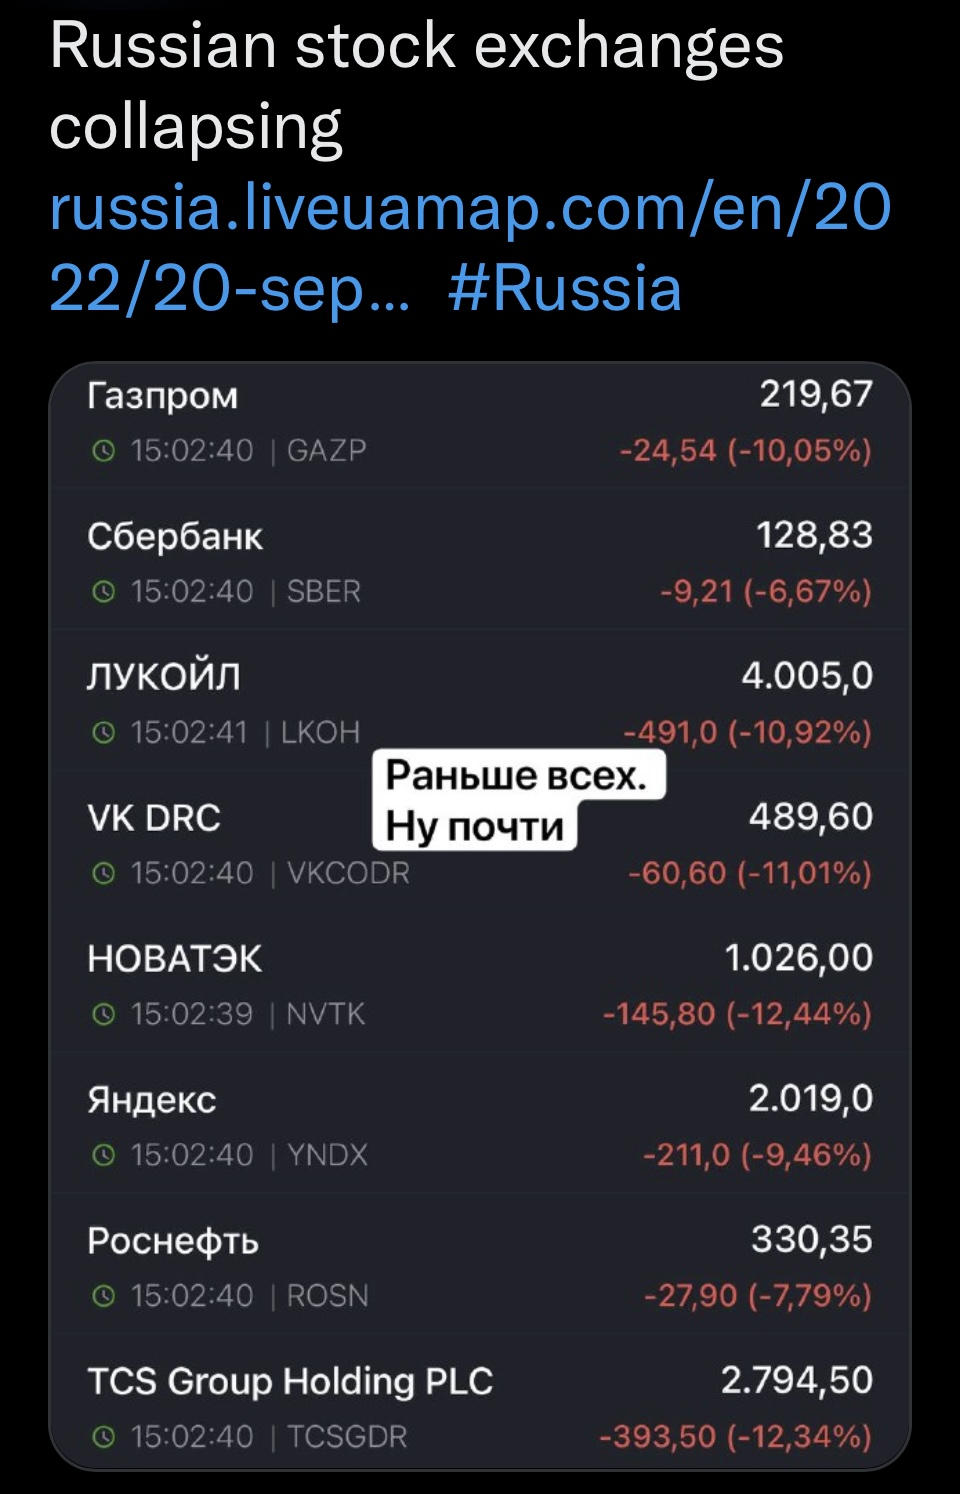 Russian stock exchanges
collapsing
russia.liveuamap.com/en/20
22/20-sep... #Russia
Газпром 219,67
15:02:40 | GAZP -24,54 (-10,05%)
Сбербанк 128,83
15:02:40 | SBER -9,21 (-6,67%)
ЛУКОЙЛ 4.005,0
15:02:41 | LKOH -491,0 (-10,92%)
Раньше всех.
Ну почти
VK DRC 489,60
15:02:40 | VKCODR -60,60 (-11,01%)
НОВАТЭК 1.026,00
15:02:39 | NVTK -145,80 (-12,44%)
Яндекс 2.019,0
15:02:40 | YNDX -211,0 (-9,46%)
Роснефть 330,35
15:02:40 | ROSN -27,90 (-7,79%)
TCS Group Holding PLC 2.794,50
15:02:40 | TCSGDR -393,50 (-12,34%)